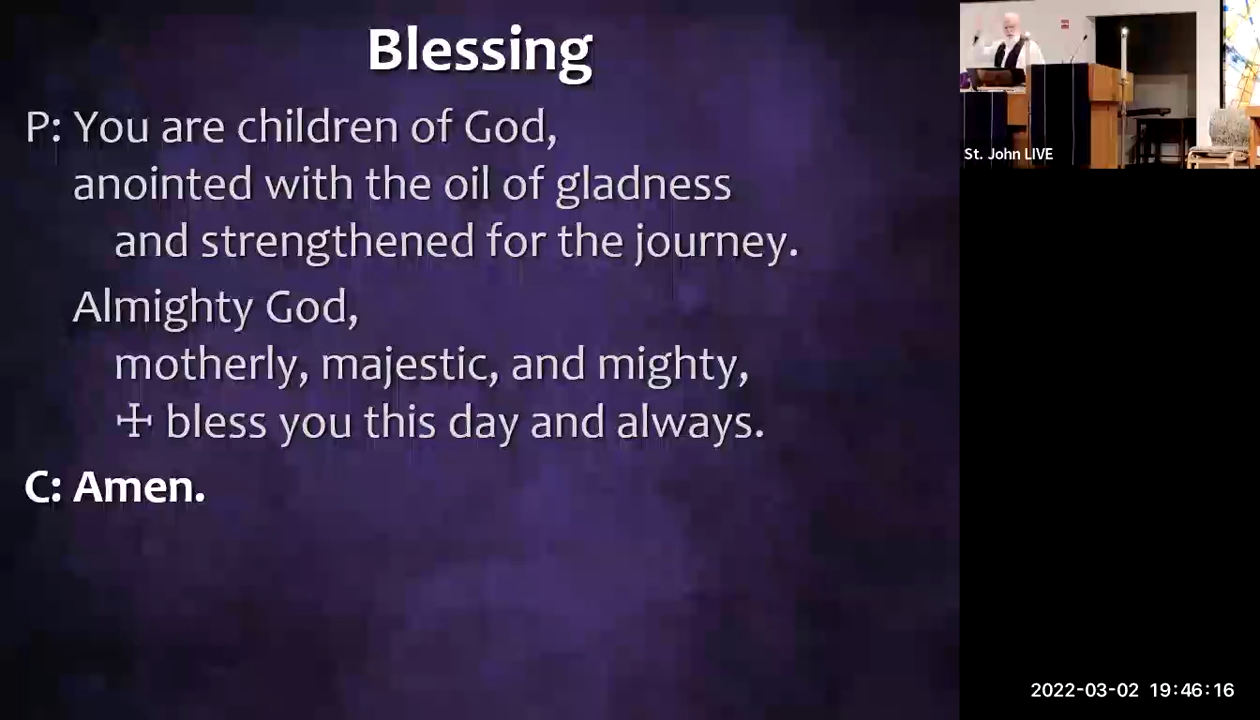 Blessing
P: You are children of God,
anointed with the oil of gladness
and strengthened for the journey.
Almighty God,
motherly, majestic, and mighty,
☩ bless you this day and always.
C: Amen.
St. John LIVE
2022-03-02 19:46:16